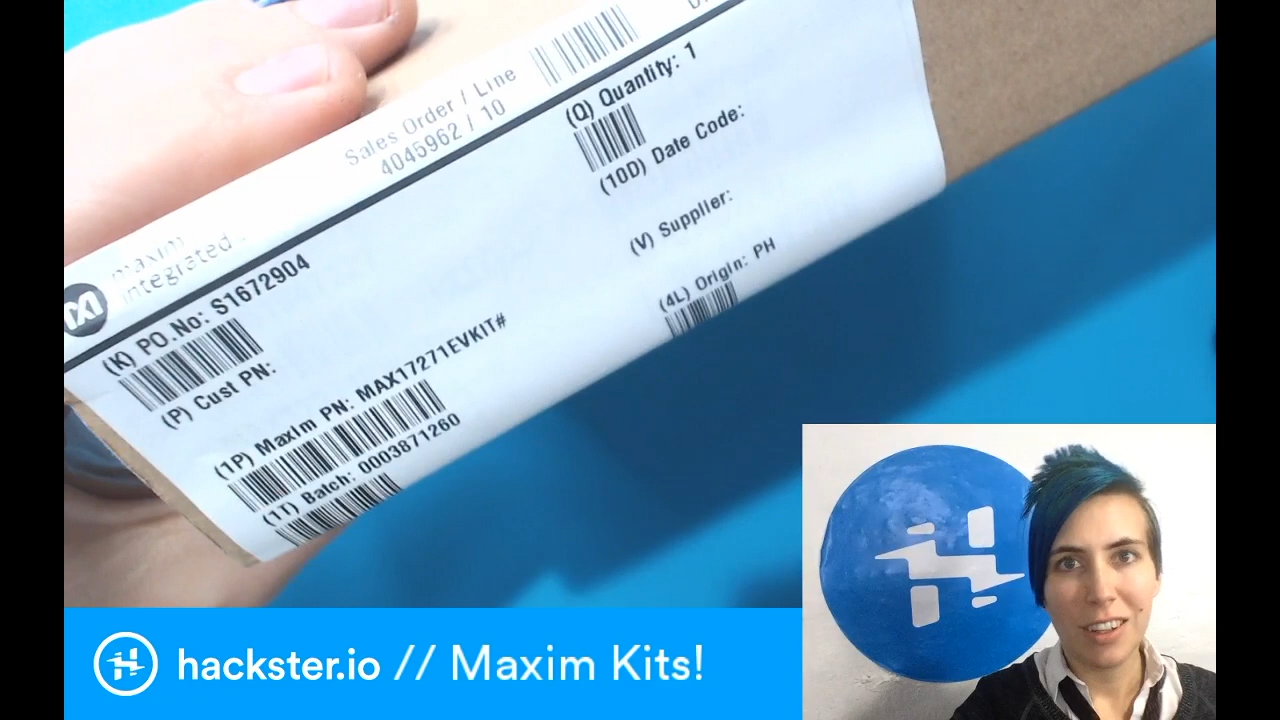 Sales Order / Line
4045962 / 10
maxim
integrated
(K) PO.No: S1672904
(P) Cust PN:
(1P) Maxim PN: MAX17271EVKIT#
(1T) Batch: 0003871260
(Q) Quantity: 1
(10D) Date Code:
(V) Supplier:
(4L) Origin: PH
hackster.io // Maxim Kits!